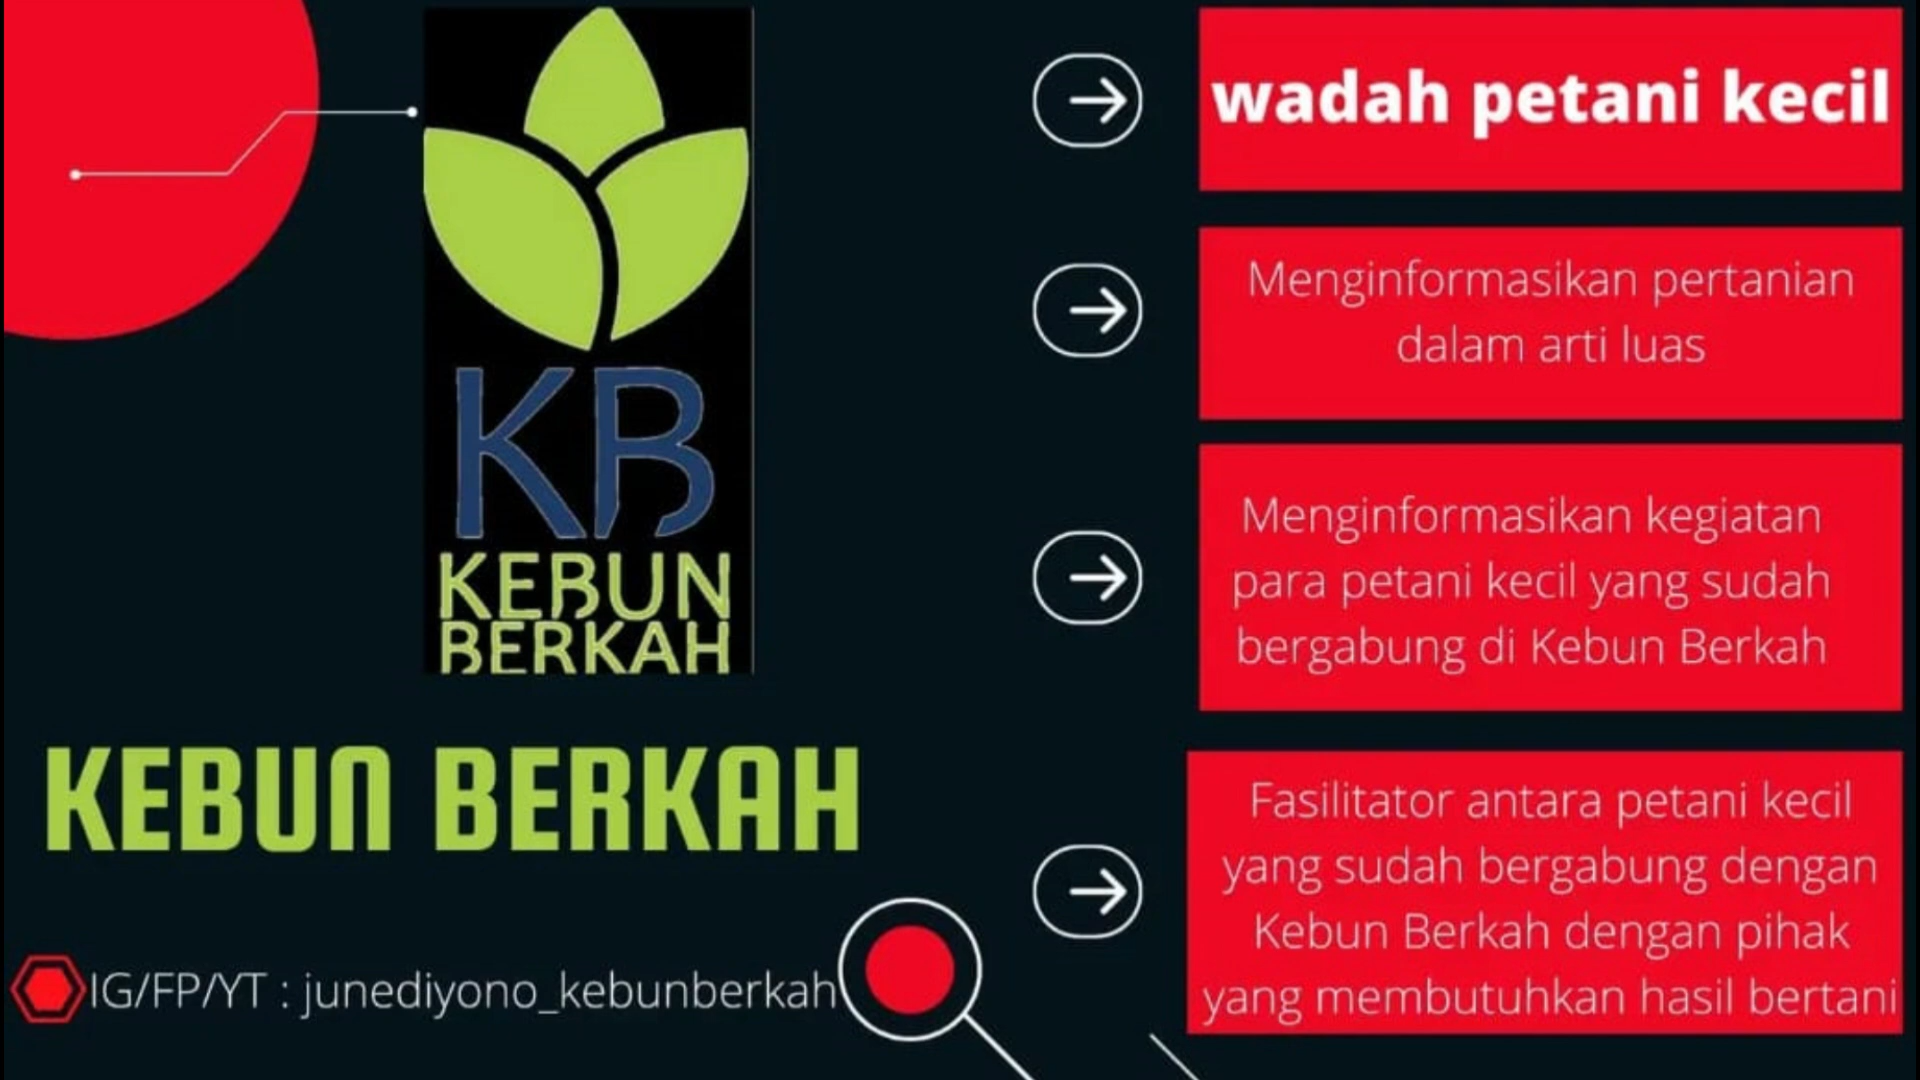 KB
KEBUN
BERKAH
KEBUN BERKAH
IG/FP/YT : junediyono_kebunberkah
wadah petani kecil
Menginformasikan pertanian
dalam arti luas
Menginformasikan kegiatan
para petani kecil yang sudah
bergabung di Kebun Berkah
Fasilitator antara petani kecil
yang sudah bergabung dengan
Kebun Berkah dengan pihak
yang membutuhkan hasil bertani